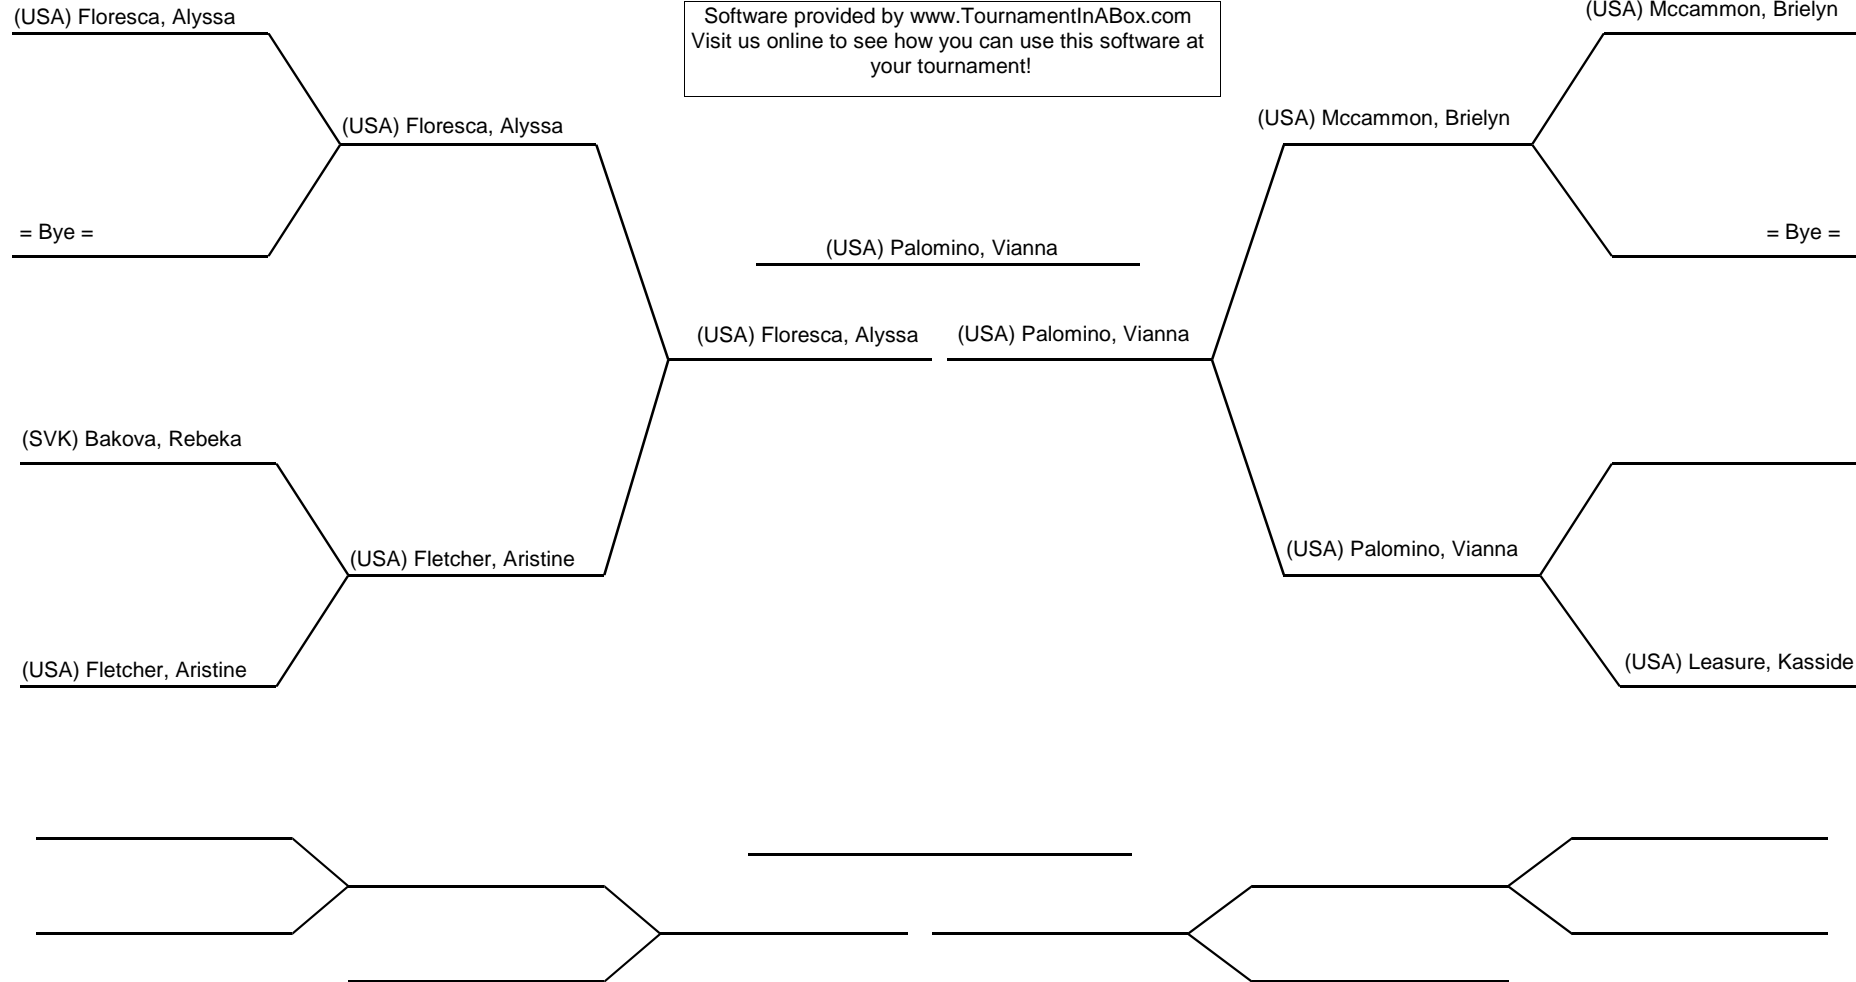 (USA) Floresca, Alyssa
Software provided by www.TournamentInABox.com
Visit us online to see how you can use this software at
your tournament!
(USA) Mccammon, Brielyn
(USA) Floresca, Alyssa
(USA) Mccammon, Brielyn
= Bye =
(USA) Palomino, Vianna
= Bye =
(USA) Floresca, Alyssa
(USA) Palomino, Vianna
(SVK) Bakova, Rebeka
(USA) Fletcher, Aristine
(USA) Palomino, Vianna
(USA) Fletcher, Aristine
(USA) Leasure, Kasside